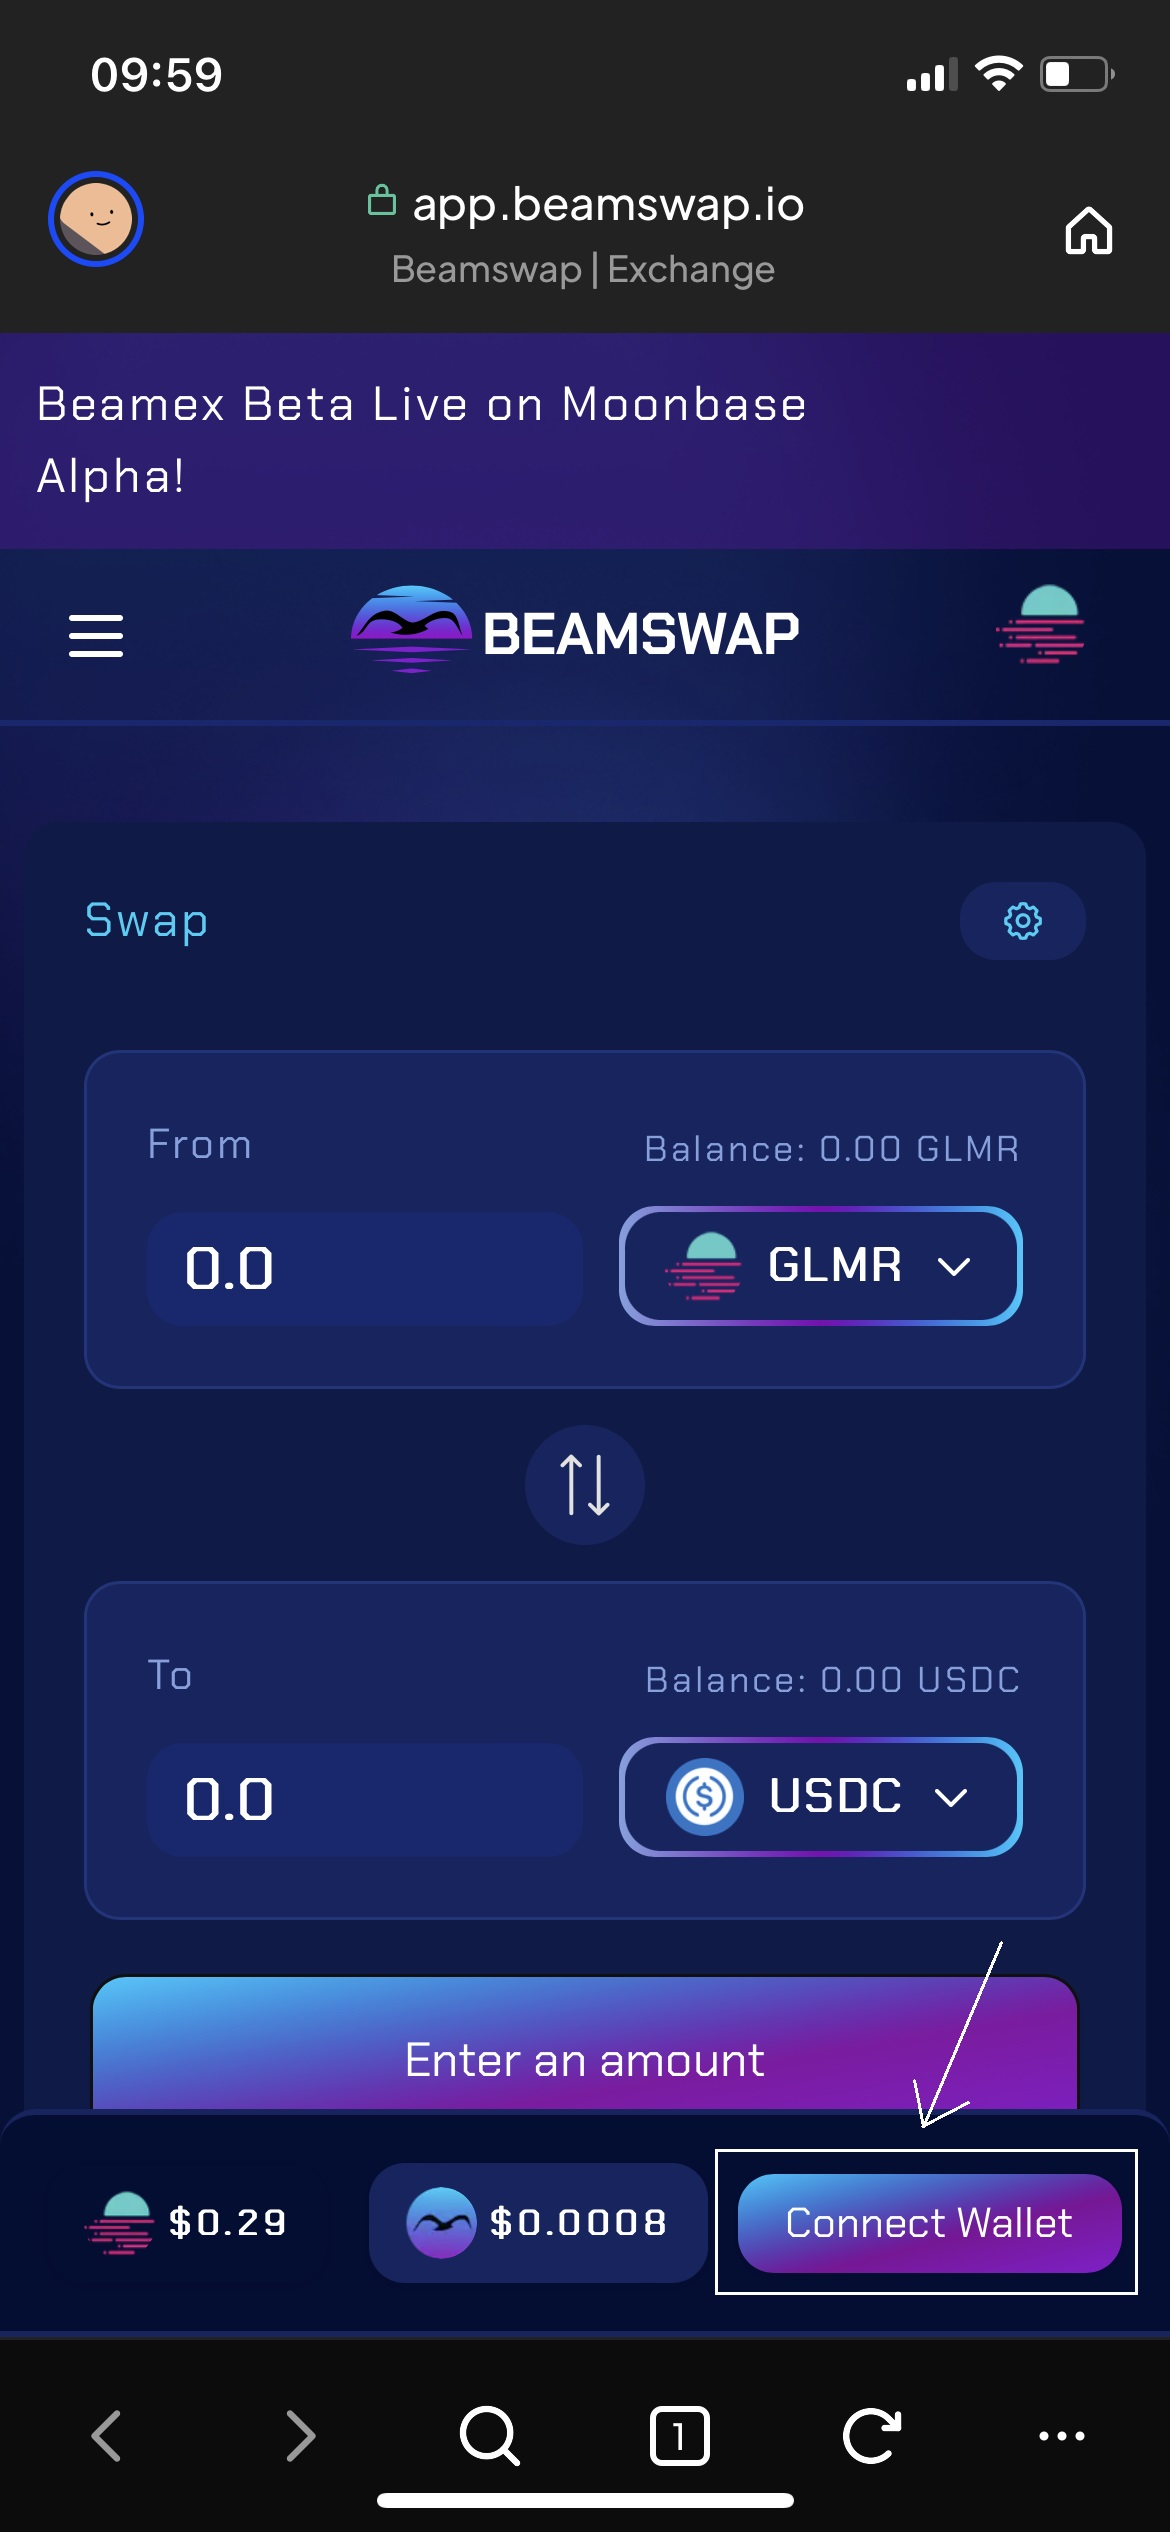 09:59
app.beamswap.io
Beamswap | Exchange
Beamex Beta Live on Moonbase
Alpha!
BEAMSWAP
Swap
From
Balance: 0.00 GLMR
0.0
GLMR
To
Balance: 0.00 USDC
0.0
USDC
Enter an amount
$0.29
$0.0008
Connect Wallet
1